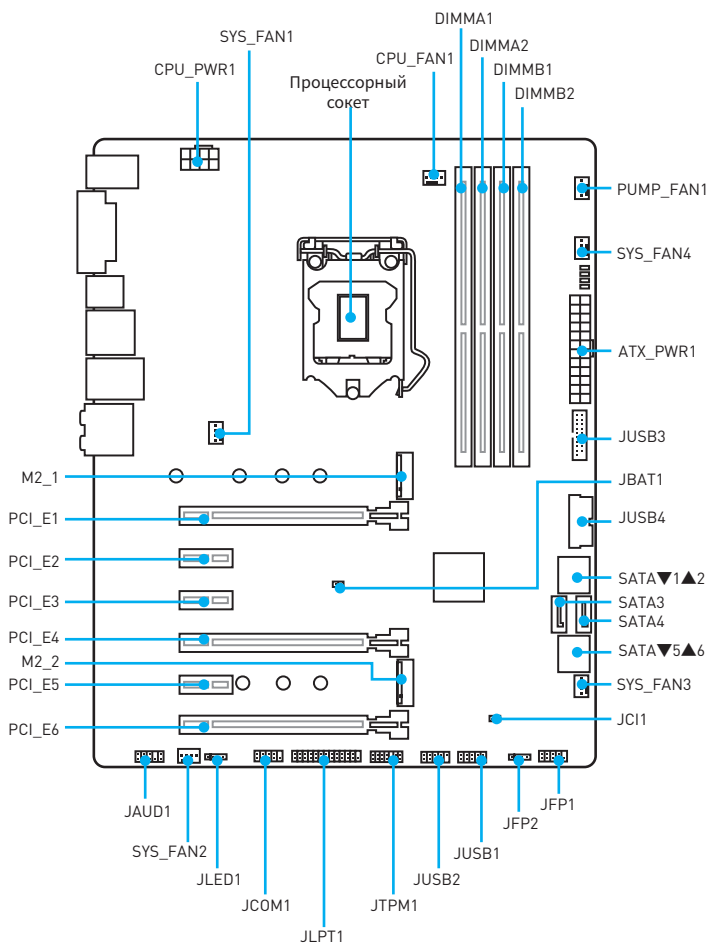 DIMMA1
SYS_FAN1
DIMMA2
CPU_FAN1
CPU_PWR1
DIMMB1
Процессорный
сокет
DIMMB2
PUMP_FAN1
SYS_FAN4
ATX_PWR1
JUSB3
M2_1
JBAT1
PCI_E1
JUSB4
PCI_E2
SATA▼1▲2
PCI_E3
SATA3
SATA4
PCI_E4
SATA▼5▲6
M2_2
PCI_E5
SYS_FAN3
JCI1
PCI_E6
JAUD1
JFP1
JFP2
SYS_FAN2
JUSB1
JLED1
JUSB2
JCOM1
JTPM1
JLPT1